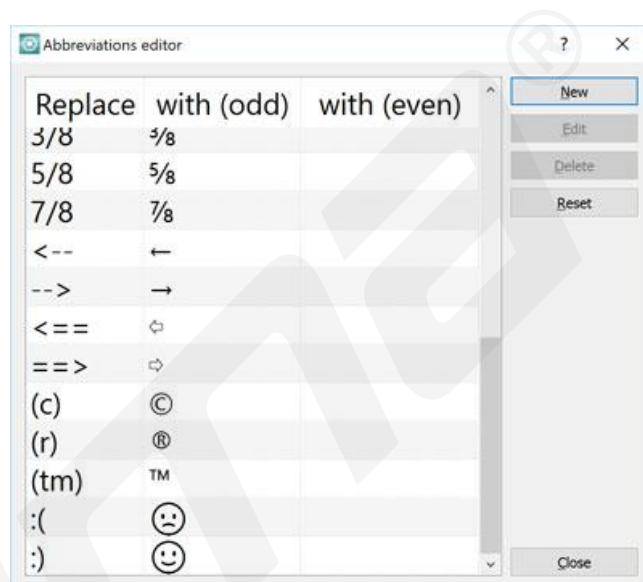 Abbreviations editor ? ×
Replace with (odd) with (even)
3/8 ⅜
5/8 ⅝
7/8 ⅞
<-- ←
--> →
<== ⇦
==> ⇨
(c) ©
(r) ®
(tm) ™
:( ☹
:) ☺
New
Edit
Delete
Reset
Close
®